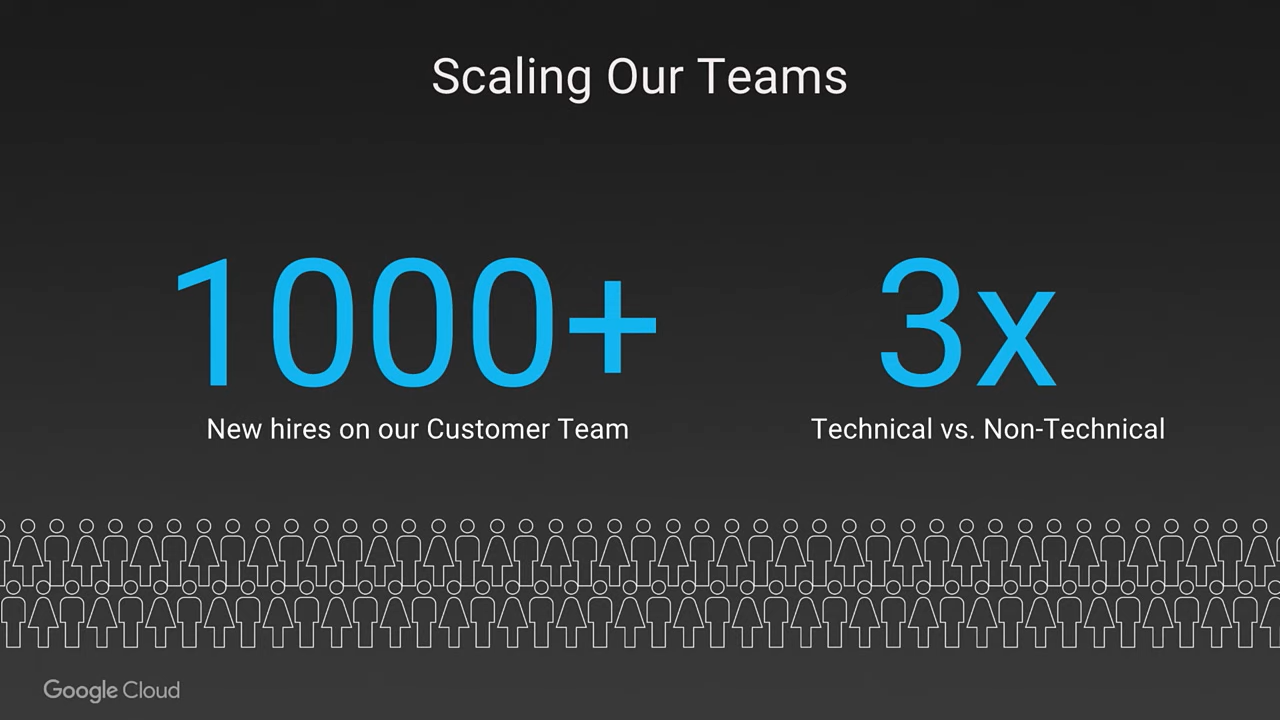 Scaling Our Teams
1000+
3x
New hires on our Customer Team
Technical vs. Non-Technical
Google Cloud